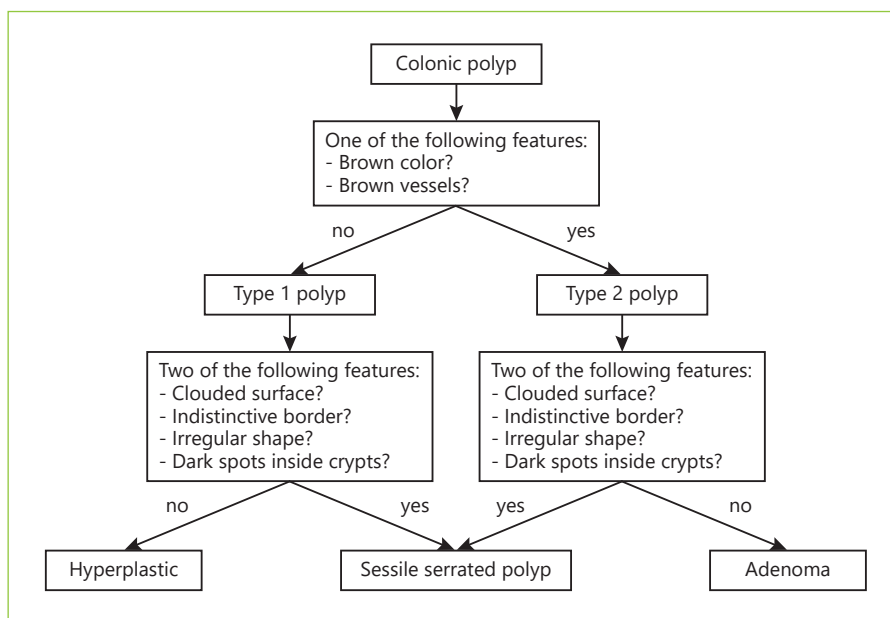 Colonic polyp
One of the following features:
- Brown color?
- Brown vessels?
no
yes
Type 1 polyp
Type 2 polyp
Two of the following features:
- Clouded surface?
- Indistinctive border?
- Irregular shape?
- Dark spots inside crypts?
Two of the following features:
- Clouded surface?
- Indistinctive border?
- Irregular shape?
- Dark spots inside crypts?
no
yes
yes
no
Hyperplastic
Sessile serrated polyp
Adenoma